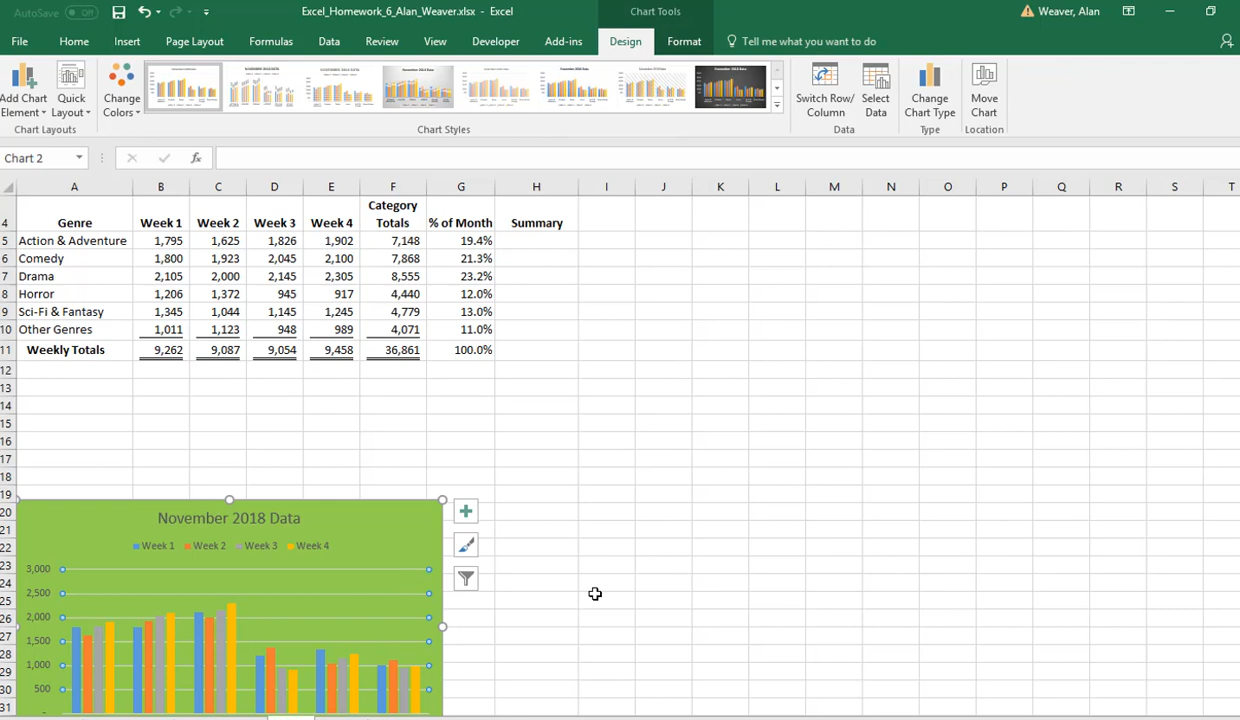 AutoSave Off Excel_Homework_6_Alan_Weaver.xlsx - Excel Chart Tools Weaver, Alan
File Home Insert Page Layout Formulas Data Review View Developer Add-ins Design Format Tell me what you want to do
Add Chart Element Quick Layout Change Colors Switch Row/ Column Select Data Change Chart Type Move Chart
Chart Layouts Chart Styles Data Type Location
Chart 2 fx
A B C D E F G H I J K L M N O P Q R S T
4 Genre Week 1 Week 2 Week 3 Week 4 Category Totals % of Month Summary
5 Action & Adventure 1,795 1,625 1,826 1,902 7,148 19.4%
6 Comedy 1,800 1,923 2,045 2,100 7,868 21.3%
7 Drama 2,105 2,000 2,145 2,305 8,555 23.2%
8 Horror 1,206 1,372 945 917 4,440 12.0%
9 Sci-Fi & Fantasy 1,345 1,044 1,145 1,245 4,779 13.0%
10 Other Genres 1,011 1,123 948 989 4,071 11.0%
11 Weekly Totals 9,262 9,087 9,054 9,458 36,861 100.0%
12
13
14
15
16
17
18
19
20
21
22
23
24
25
26
27
28
29
30
31
November 2018 Data
Week 1 Week 2 Week 3 Week 4
3,000
2,500
2,000
1,500
1,000
500
-